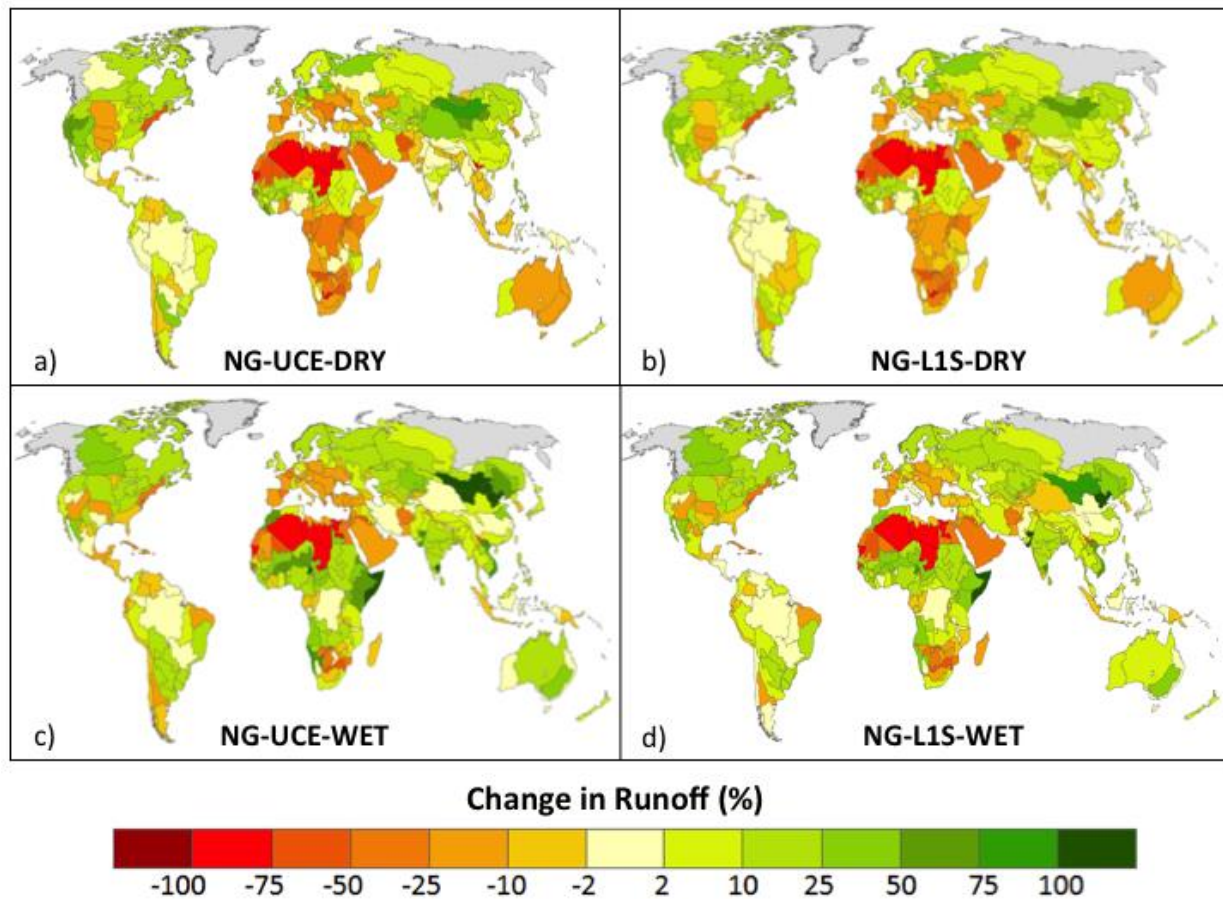 a) NG-UCE-DRY
b) NG-L1S-DRY
c) NG-UCE-WET
d) NG-L1S-WET
Change in Runoff (%)
-100 -75 -50 -25 -10 -2 2 10 25 50 75 100